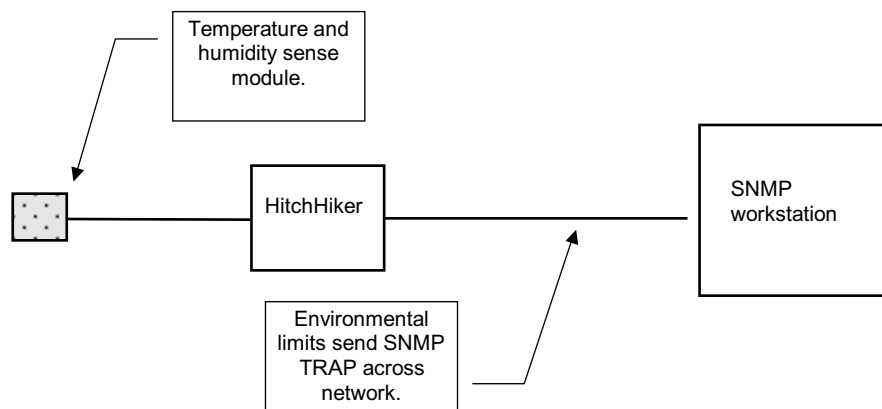 Temperature and
humidity sense
module.
HitchHiker
SNMP
workstation
Environmental
limits send SNMP
TRAP across
network.